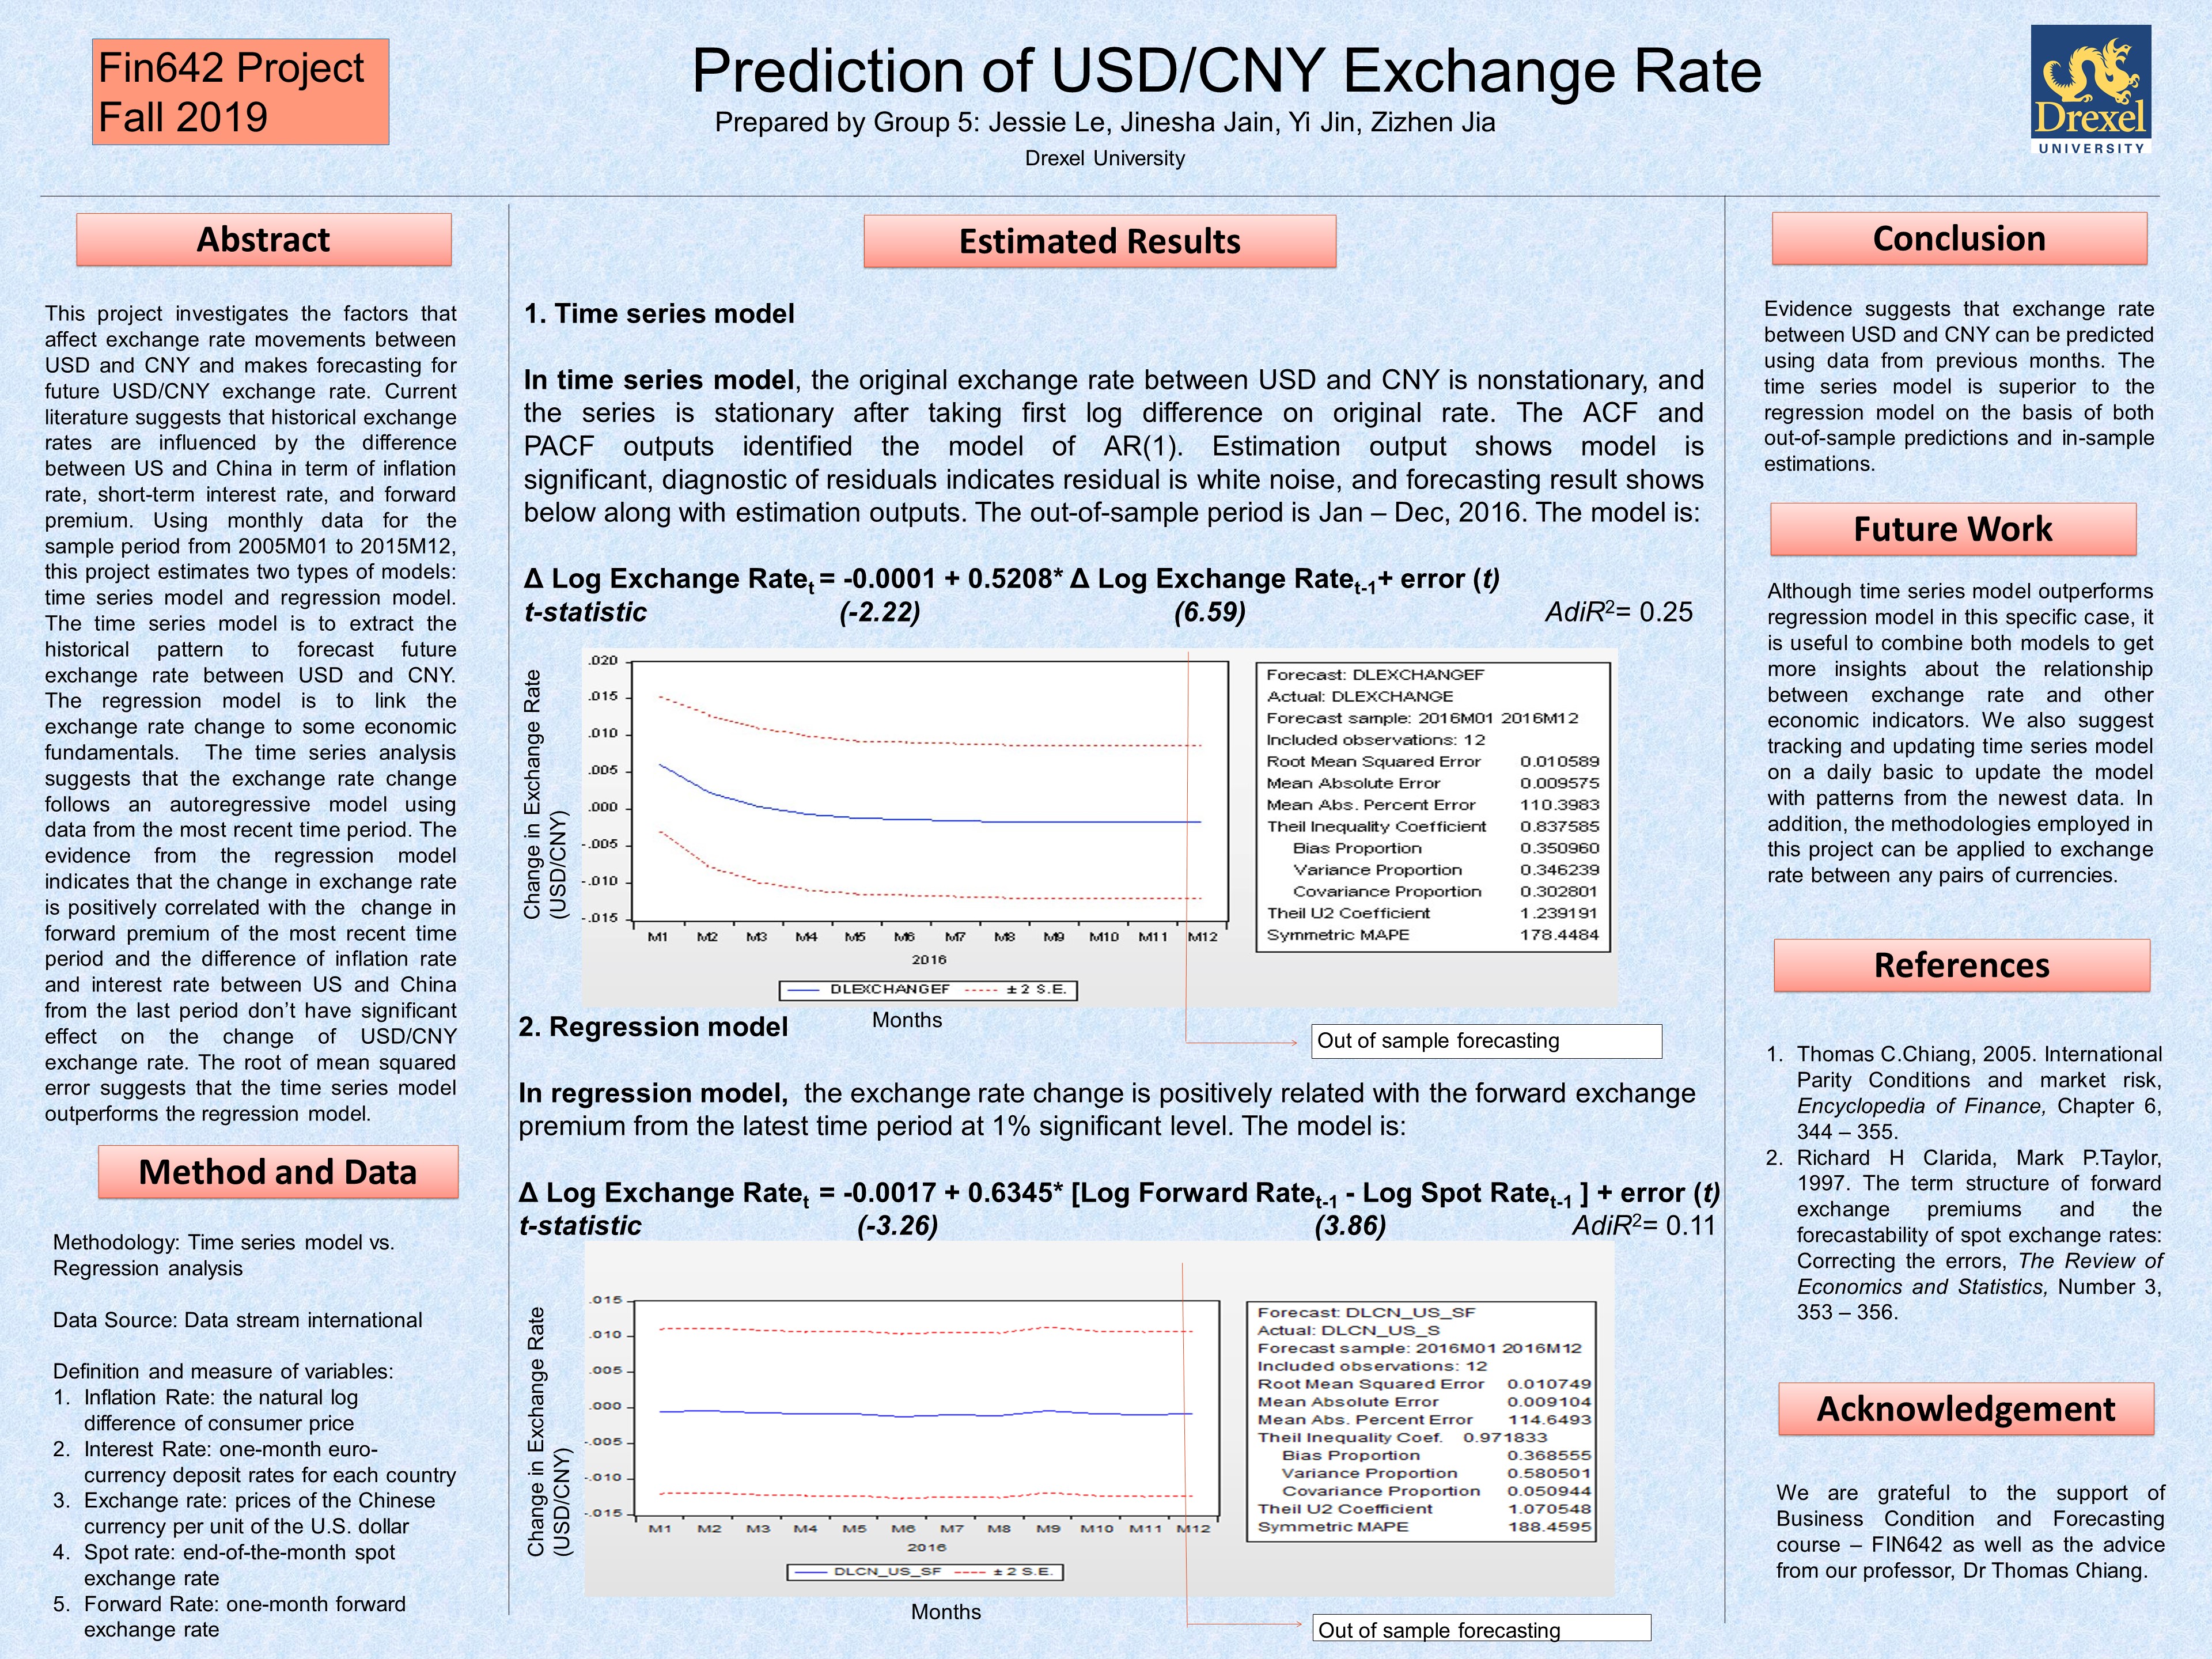 Fin642 Project
Fall 2019
Prediction of USD/CNY Exchange Rate
Prepared by Group 5: Jessie Le, Jinesha Jain, Yi Jin, Zizhen Jia
Drexel University
Drexel
UNIVERSITY
Abstract
This project investigates the factors that
affect exchange rate movements between
USD and CNY and makes forecasting for
future USD/CNY exchange rate. Current
literature suggests that historical exchange
rates are influenced by the difference
between US and China in term of inflation
rate, short-term interest rate, and forward
premium. Using monthly data for the
sample period from 2005M01 to 2015M12,
this project estimates two types of models:
time series model and regression model.
The time series model is to extract the
historical pattern to forecast future
exchange rate between USD and CNY.
The regression model is to link the
exchange rate change to some economic
fundamentals. The time series analysis
suggests that the exchange rate change
follows an autoregressive model using
data from the most recent time period. The
evidence from the regression model
indicates that the change in exchange rate
is positively correlated with the change in
forward premium of the most recent time
period and the difference of inflation rate
and interest rate between US and China
from the last period don't have significant
effect on the change of USD/CNY
exchange rate. The root of mean squared
error suggests that the time series model
outperforms the regression model.
Method and Data
Methodology: Time series model vs.
Regression analysis
Data Source: Data stream international
Definition and measure of variables:
1. Inflation Rate: the natural log
difference of consumer price
2. Interest Rate: one-month euro-
currency deposit rates for each country
3. Exchange rate: prices of the Chinese
currency per unit of the U.S. dollar
4. Spot rate: end-of-the-month spot
exchange rate
5. Forward Rate: one-month forward
exchange rate
Estimated Results
1. Time series model
In time series model, the original exchange rate between USD and CNY is nonstationary, and
the series is stationary after taking first log difference on original rate. The ACF and
PACF outputs identified the model of AR(1). Estimation output shows model is
significant, diagnostic of residuals indicates residual is white noise, and forecasting result shows
below along with estimation outputs. The out-of-sample period is Jan – Dec, 2016. The model is:
Δ Log Exchange Rate_t = -0.0001 + 0.5208* Δ Log Exchange Rate_t-1 + error (t)
t-statistic (-2.22) (6.59) AdiR²= 0.25
Change in Exchange Rate
(USD/CNY)
.020
.015
.010
.005
.000
-.005
-.010
-.015
M1 M2 M3 M4 M5 M6 M7 M8 M9 M10 M11 M12
2016
DLEXCHANGEF ± 2 S.E.
Months
Forecast: DLEXCHANGEF
Actual: DLEXCHANGE
Forecast sample: 2016M01 2016M12
Included observations: 12
Root Mean Squared Error 0.010589
Mean Absolute Error 0.009575
Mean Abs. Percent Error 110.3983
Theil Inequality Coefficient 0.837585
Bias Proportion 0.350960
Variance Proportion 0.346239
Covariance Proportion 0.302801
Theil U2 Coefficient 1.239191
Symmetric MAPE 178.4484
Out of sample forecasting
2. Regression model
In regression model, the exchange rate change is positively related with the forward exchange
premium from the latest time period at 1% significant level. The model is:
Δ Log Exchange Rate_t = -0.0017 + 0.6345* [Log Forward Rate_t-1 - Log Spot Rate_t-1 ] + error (t)
t-statistic (-3.26) (3.86) AdiR²= 0.11
Change in Exchange Rate
(USD/CNY)
.015
.010
.005
.000
-.005
-.010
-.015
M1 M2 M3 M4 M5 M6 M7 M8 M9 M10 M11 M12
2016
DLCN_US_SF ± 2 S.E.
Months
Forecast: DLCN_US_SF
Actual: DLCN_US_S
Forecast sample: 2016M01 2016M12
Included observations: 12
Root Mean Squared Error 0.010749
Mean Absolute Error 0.009104
Mean Abs. Percent Error 114.6493
Theil Inequality Coef. 0.971833
Bias Proportion 0.368555
Variance Proportion 0.580501
Covariance Proportion 0.050944
Theil U2 Coefficient 1.070548
Symmetric MAPE 188.4595
Out of sample forecasting
Conclusion
Evidence suggests that exchange rate
between USD and CNY can be predicted
using data from previous months. The
time series model is superior to the
regression model on the basis of both
out-of-sample predictions and in-sample
estimations.
Future Work
Although time series model outperforms
regression model in this specific case, it
is useful to combine both models to get
more insights about the relationship
between exchange rate and other
economic indicators. We also suggest
tracking and updating time series model
on a daily basic to update the model
with patterns from the newest data. In
addition, the methodologies employed in
this project can be applied to exchange
rate between any pairs of currencies.
References
1. Thomas C.Chiang, 2005. International
Parity Conditions and market risk,
Encyclopedia of Finance, Chapter 6,
344 – 355.
2. Richard H Clarida, Mark P.Taylor,
1997. The term structure of forward
exchange premiums and the
forecastability of spot exchange rates:
Correcting the errors, The Review of
Economics and Statistics, Number 3,
353 – 356.
Acknowledgement
We are grateful to the support of
Business Condition and Forecasting
course – FIN642 as well as the advice
from our professor, Dr Thomas Chiang.